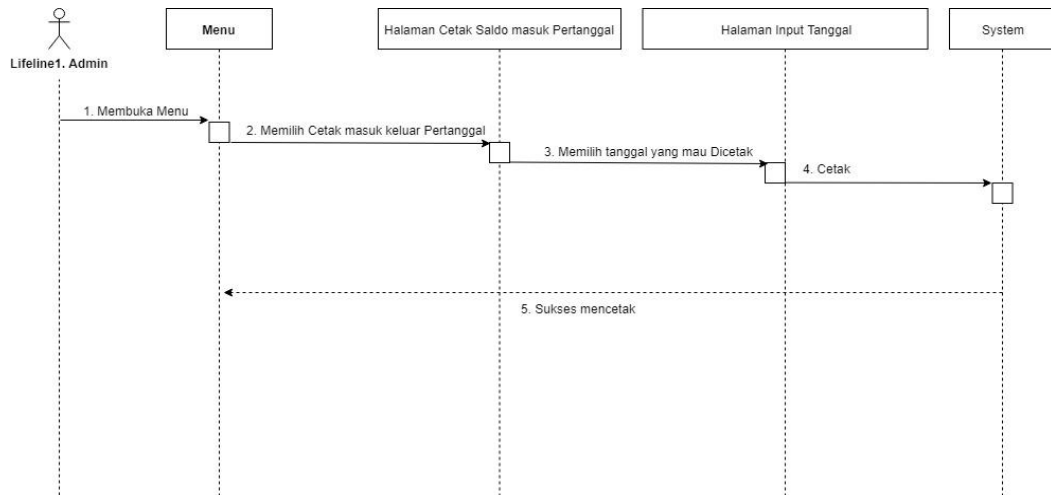 Lifeline1. Admin
Menu
Halaman Cetak Saldo masuk Pertanggal
Halaman Input Tanggal
System
1. Membuka Menu
2. Memilih Cetak masuk keluar Pertanggal
3. Memilih tanggal yang mau Dicetak
4. Cetak
5. Sukses mencetak